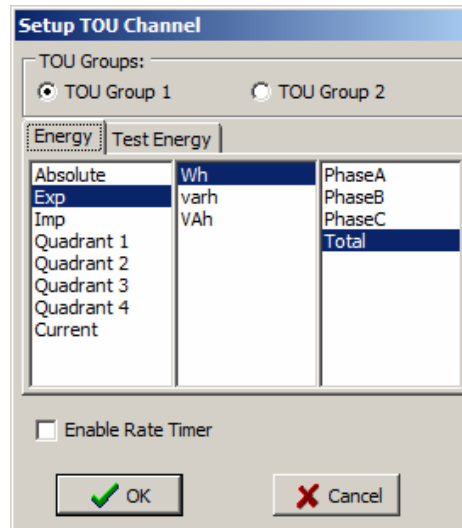 Setup TOU Channel
TOU Groups:
TOU Group 1 TOU Group 2
Energy Test Energy
Absolute Wh PhaseA
Exp varh PhaseB
Imp VAh PhaseC
Quadrant 1 Total
Quadrant 2
Quadrant 3
Quadrant 4
Current
Enable Rate Timer
OK Cancel